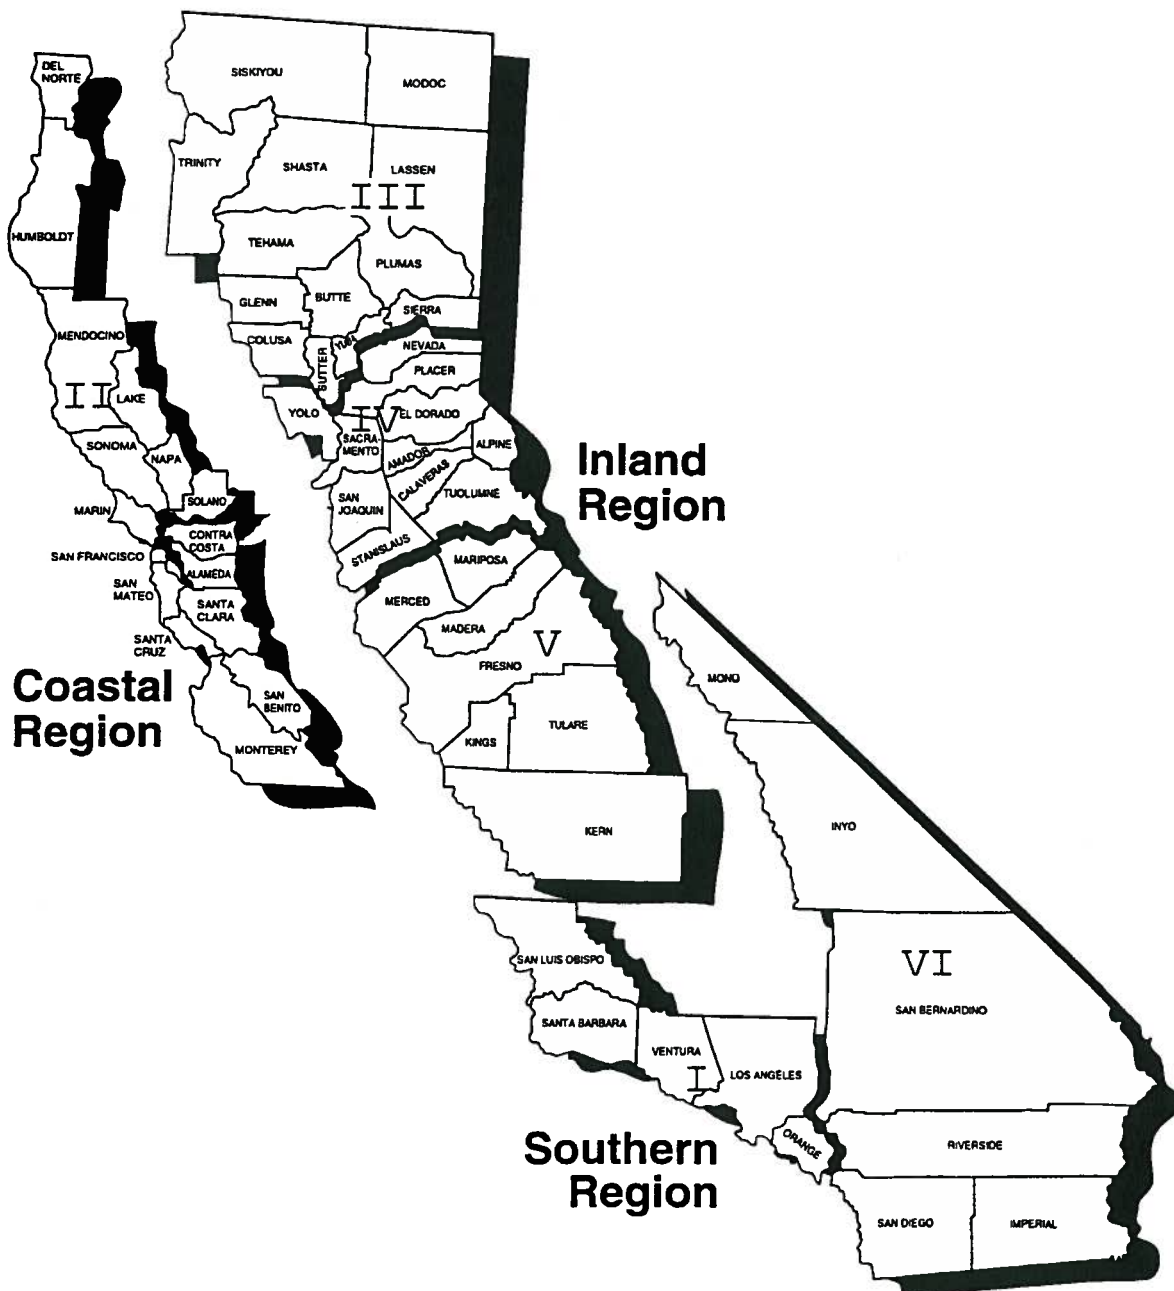 DEL
NORTE
HUMBOLDT
MENDOCINO
II
LAKE
SONOMA
NAPA
MARIN
SOLANO
CONTRA
COSTA
SAN FRANCISCO
ALAMEDA
SAN
MATEO
SANTA
CLARA
SANTA
CRUZ
SAN
BENITO
MONTEREY
Coastal
Region
SISKIYOU
MODOC
TRINITY
SHASTA
LASSEN
III
TEHAMA
PLUMAS
GLENN
BUTTE
SIERRA
COLUSA
SUTTER
YUBA
NEVADA
PLACER
YOLO
IV
EL DORADO
SACRA-
MENTO
AMADOR
ALPINE
CALAVERAS
SAN
JOAQUIN
TUOLUMNE
STANISLAUS
MARIPOSA
MERCED
MADERA
V
FRESNO
KINGS
TULARE
KERN
Inland
Region
MONO
INYO
VI
SAN BERNARDINO
SAN LUIS OBISPO
SANTA BARBARA
VENTURA
I
LOS ANGELES
ORANGE
RIVERSIDE
SAN DIEGO
IMPERIAL
Southern
Region